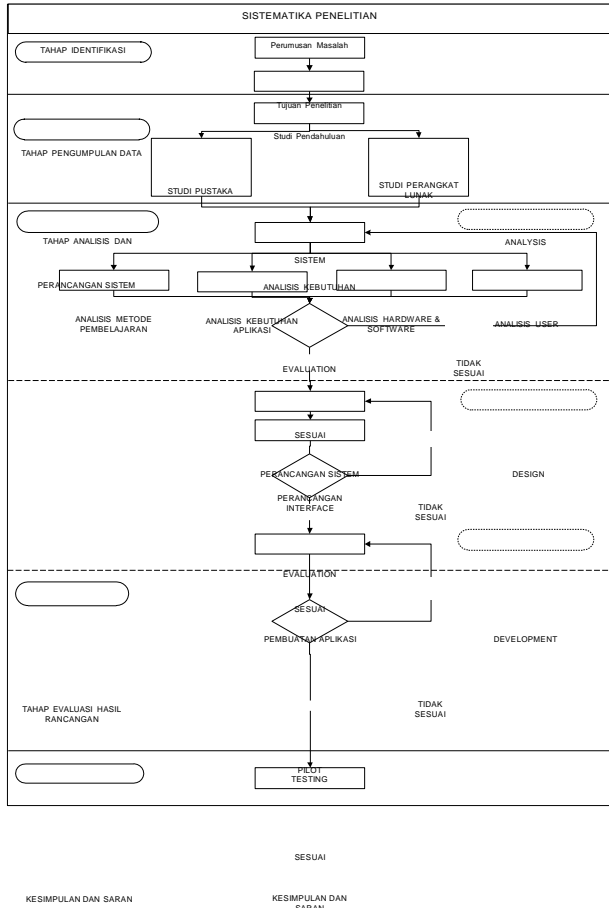 SISTEMATIKA PENELITIAN
TAHAP IDENTIFIKASI
Perumusan Masalah
Tujuan Penelitian
Studi Pendahuluan
TAHAP PENGUMPULAN DATA
STUDI PUSTAKA
STUDI PERANGKAT
LUNAK
TAHAP ANALISIS DAN
ANALYSIS
SISTEM
PERANCANGAN SISTEM
ANALISIS KEBUTUHAN
ANALISIS METODE
PEMBELAJARAN
ANALISIS KEBUTUHAN
APLIKASI
ANALISIS HARDWARE &
SOFTWARE
ANALISIS USER
EVALUATION
TIDAK
SESUAI
SESUAI
PERANCANGAN SISTEM
DESIGN
PERANCANGAN
INTERFACE
TIDAK
SESUAI
EVALUATION
SESUAI
PEMBUATAN APLIKASI
DEVELOPMENT
TAHAP EVALUASI HASIL
RANCANGAN
TIDAK
SESUAI
PILOT
TESTING
SESUAI
KESIMPULAN DAN SARAN
KESIMPULAN DAN
SARAN